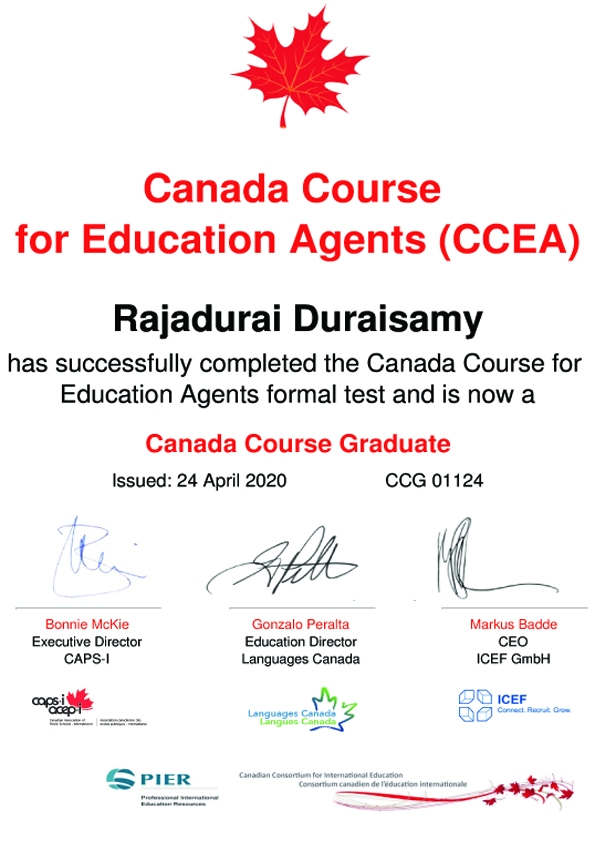 Canada Course
for Education Agents (CCEA)
Rajadurai Duraisamy
has successfully completed the Canada Course for
Education Agents formal test and is now a
Canada Course Graduate
Issued: 24 April 2020 CCG 01124
Bonnie McKie
Executive Director
CAPS-I
Gonzalo Peralta
Education Director
Languages Canada
Markus Badde
CEO
ICEF GmbH
caps-i
acep-i
Canadian Association of
Public Schools - International
Association canadienne des
écoles publiques - International
Languages Canada
Langues Canada
ICEF
Connect. Recruit. Grow.
PIER
Professional International
Education Resources
Canadian Consortium for International Education
Consortium canadien de l'éducation internationale